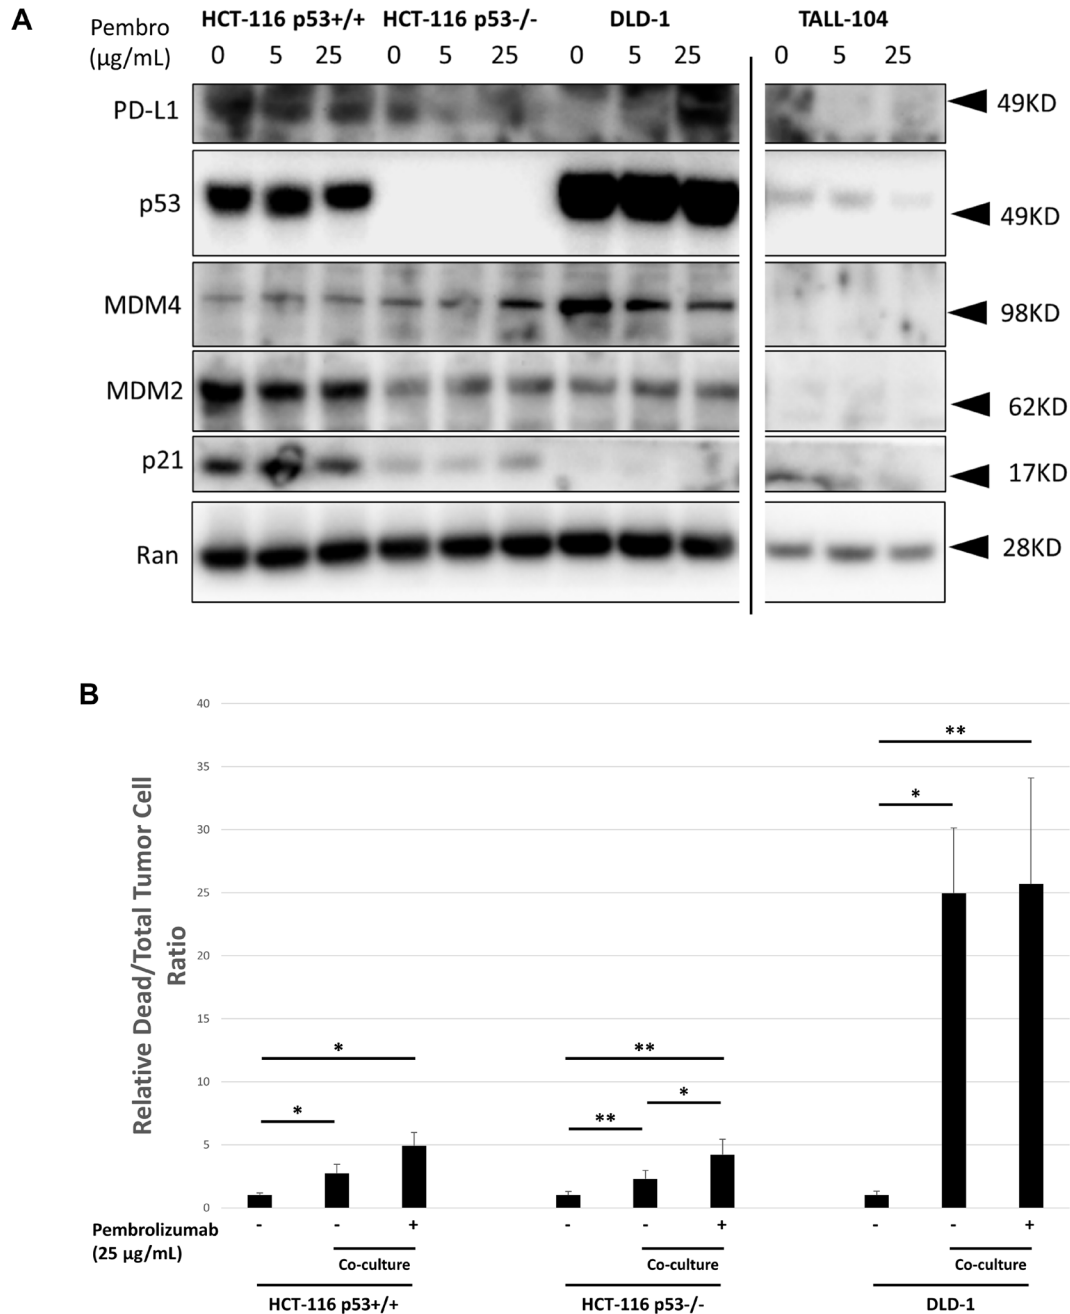 A
Pembro
(µg/mL)
HCT-116 p53+/+ HCT-116 p53-/- DLD-1 TALL-104
0 5 25 0 5 25 0 5 25 0 5 25
PD-L1 49KD
p53 49KD
MDM4 98KD
MDM2 62KD
p21 17KD
Ran 28KD
B
Relative Dead/Total Tumor Cell
Ratio
40
35
30
25
20
15
10
5
0
* *
** ** *
* **
Pembrolizumab
(25 µg/mL)
- - + - - + - - +
Co-culture Co-culture Co-culture
HCT-116 p53+/+ HCT-116 p53-/- DLD-1